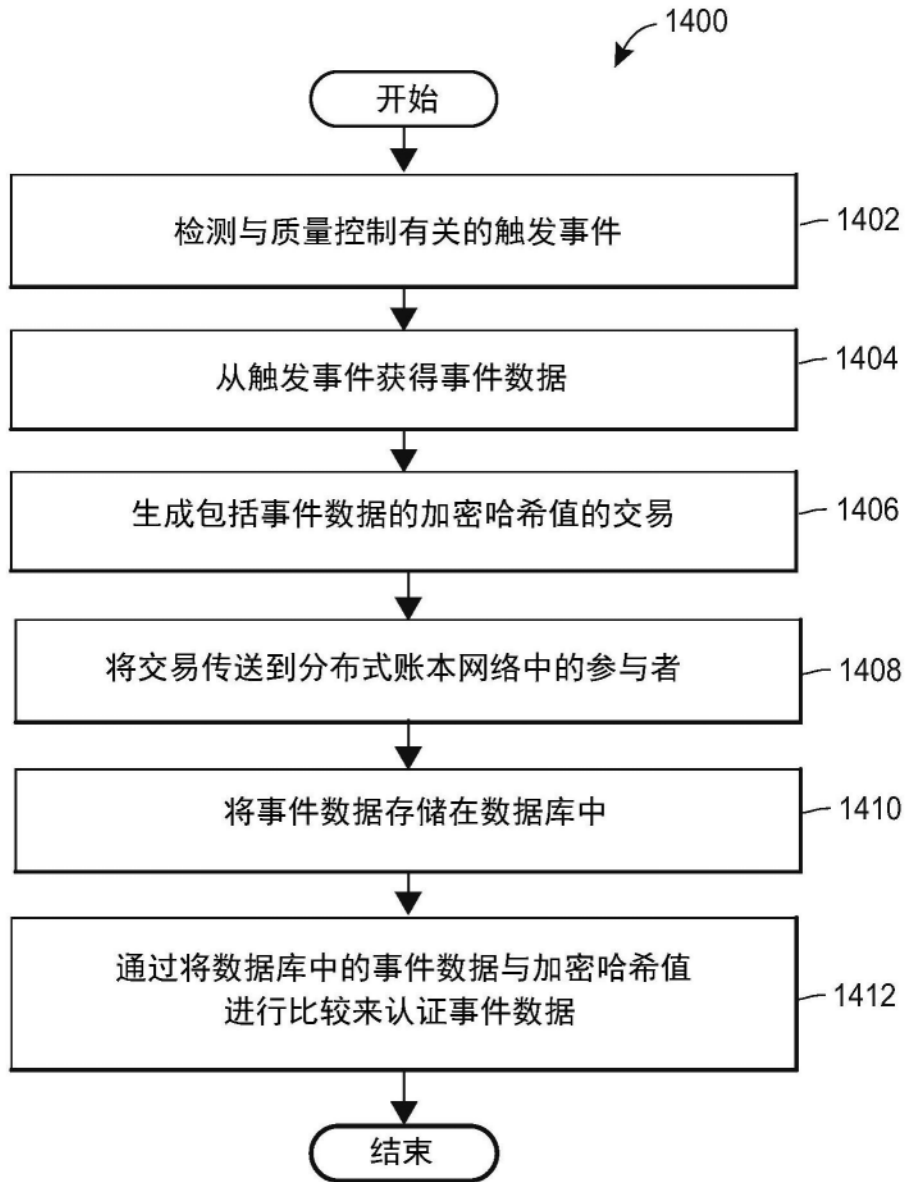 1400
开始
检测与质量控制有关的触发事件
1402
从触发事件获得事件数据
1404
生成包括事件数据的加密哈希值的交易
1406
将交易传送到分布式账本网络中的参与者
1408
将事件数据存储在数据库中
1410
通过将数据库中的事件数据与加密哈希值
进行比较来认证事件数据
1412
结束